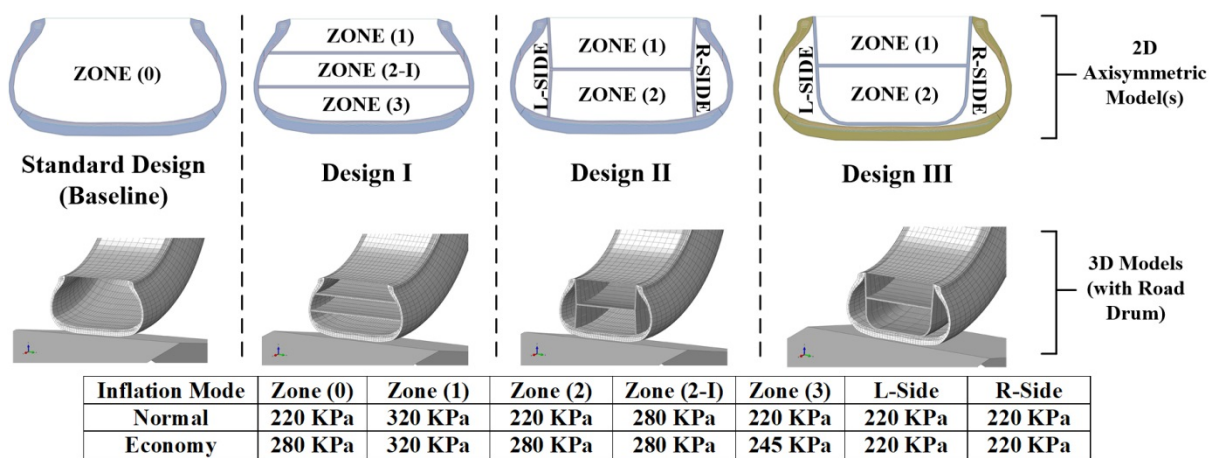 ZONE (0)
Standard Design
(Baseline)
ZONE (1)
ZONE (2-I)
ZONE (3)
Design I
L-SIDE
ZONE (1)
ZONE (2)
R-SIDE
Design II
L-SIDE
ZONE (1)
ZONE (2)
R-SIDE
Design III
2D
Axisymmetric
Model(s)
3D Models
(with Road
Drum)
Inflation Mode Zone (0) Zone (1) Zone (2) Zone (2-I) Zone (3) L-Side R-Side
Normal 220 KPa 320 KPa 220 KPa 280 KPa 220 KPa 220 KPa 220 KPa
Economy 280 KPa 320 KPa 280 KPa 280 KPa 245 KPa 220 KPa 220 KPa